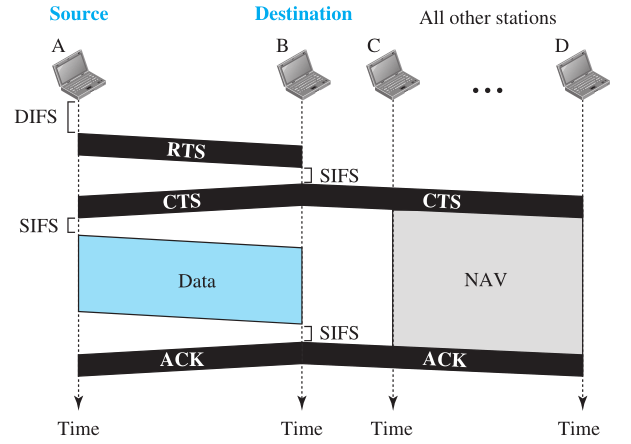 Source
Destination
All other stations
A
B
C
D
DIFS
RTS
SIFS
CTS
CTS
SIFS
Data
NAV
SIFS
ACK
ACK
Time
Time
Time
Time